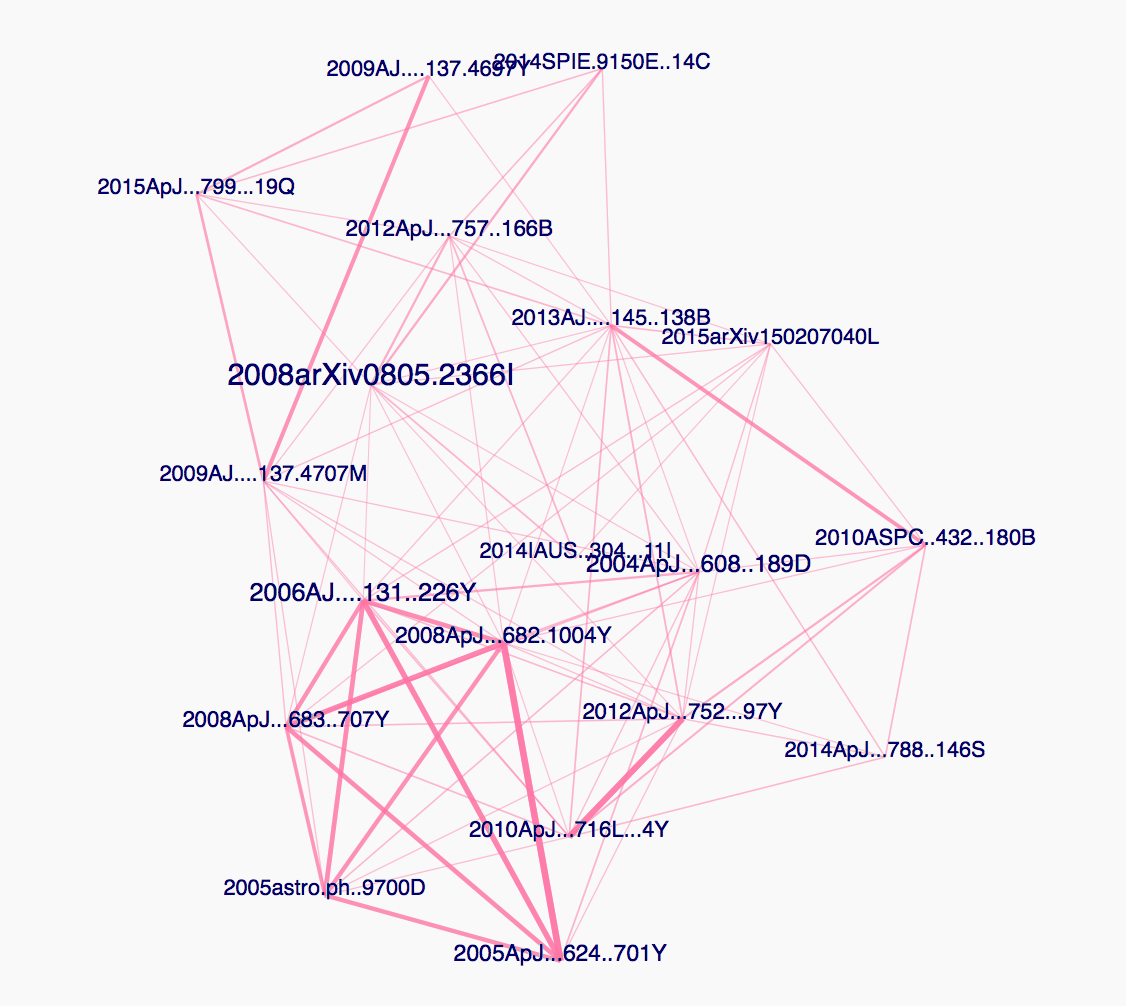 2009AJ....137.4697Y
2014SPIE.9150E..14C
2015ApJ...799...19Q
2012ApJ...757..166B
2013AJ....145..138B
2015arXiv150207040L
2008arXiv0805.2366I
2009AJ....137.4707M
2010ASPC..432..180B
2014IAUS..304...11I
2004ApJ...608..189D
2006AJ....131..226Y
2008ApJ...682.1004Y
2012ApJ...752...97Y
2008ApJ...683..707Y
2014ApJ...788..146S
2010ApJ...716L...4Y
2005astro.ph..9700D
2005ApJ...624..701Y